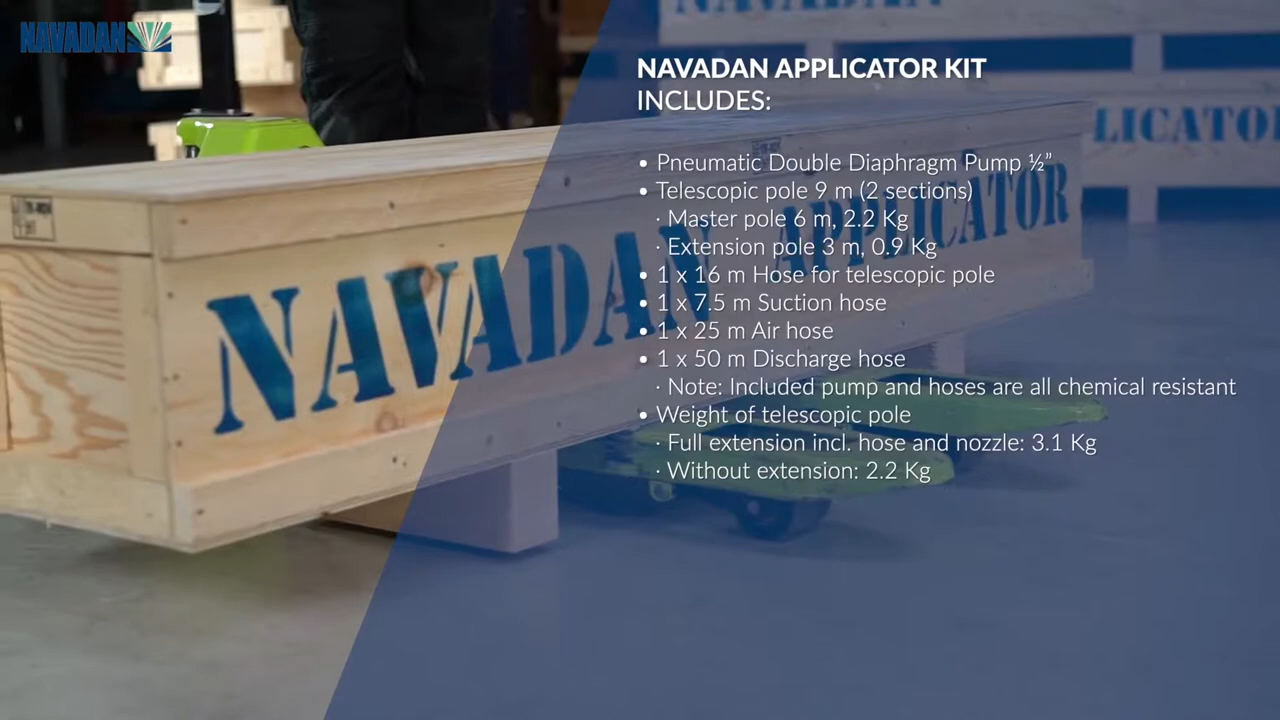 NAVADAN
NAVADAN
LICATO
NAVADAN APPLICATOR
NAVADAN APPLICATOR KIT
INCLUDES:
• Pneumatic Double Diaphragm Pump ½”
• Telescopic pole 9 m (2 sections)
· Master pole 6 m, 2.2 Kg
· Extension pole 3 m, 0.9 Kg
• 1 x 16 m Hose for telescopic pole
• 1 x 7.5 m Suction hose
• 1 x 25 m Air hose
• 1 x 50 m Discharge hose
· Note: Included pump and hoses are all chemical resistant
• Weight of telescopic pole
· Full extension incl. hose and nozzle: 3.1 Kg
· Without extension: 2.2 Kg